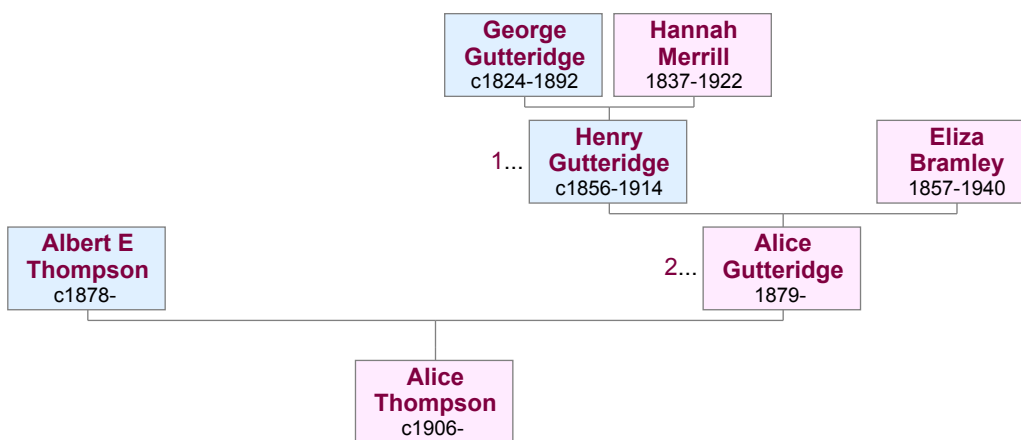 George
Gutteridge
c1824-1892
Hannah
Merrill
1837-1922
1...
Henry
Gutteridge
c1856-1914
Eliza
Bramley
1857-1940
Albert E
Thompson
c1878-
2...
Alice
Gutteridge
1879-
Alice
Thompson
c1906-